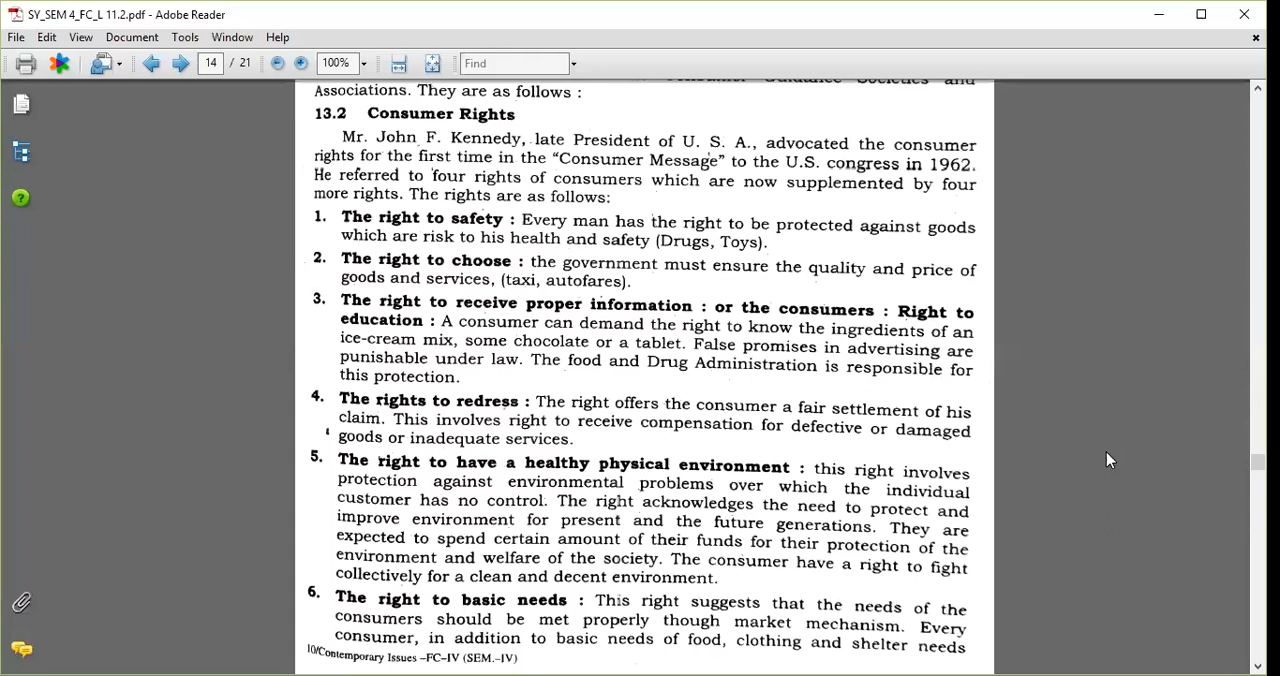 SY_SEM 4_FC_L 11.2.pdf - Adobe Reader
File Edit View Document Tools Window Help
14 / 21 100% Find
Consumer Guidance Societies and
Associations. They are as follows :
13.2 Consumer Rights
Mr. John F. Kennedy, late President of U. S. A., advocated the consumer
rights for the first time in the “Consumer Message” to the U.S. congress in 1962.
He referred to four rights of consumers which are now supplemented by four
more rights. The rights are as follows:
1. The right to safety : Every man has the right to be protected against goods
which are risk to his health and safety (Drugs, Toys).
2. The right to choose : the government must ensure the quality and price of
goods and services, (taxi, autofares).
3. The right to receive proper information : or the consumers : Right to
education : A consumer can demand the right to know the ingredients of an
ice-cream mix, some chocolate or a tablet. False promises in advertising are
punishable under law. The food and Drug Administration is responsible for
this protection.
4. The rights to redress : The right offers the consumer a fair settlement of his
claim. This involves right to receive compensation for defective or damaged
goods or inadequate services.
5. The right to have a healthy physical environment : this right involves
protection against environmental problems over which the individual
customer has no control. The right acknowledges the need to protect and
improve environment for present and the future generations. They are
expected to spend certain amount of their funds for their protection of the
environment and welfare of the society. The consumer have a right to fight
collectively for a clean and decent environment.
6. The right to basic needs : This right suggests that the needs of the
consumers should be met properly though market mechanism. Every
consumer, in addition to basic needs of food, clothing and shelter needs
10/Contemporary Issues –FC–IV (SEM.–IV)